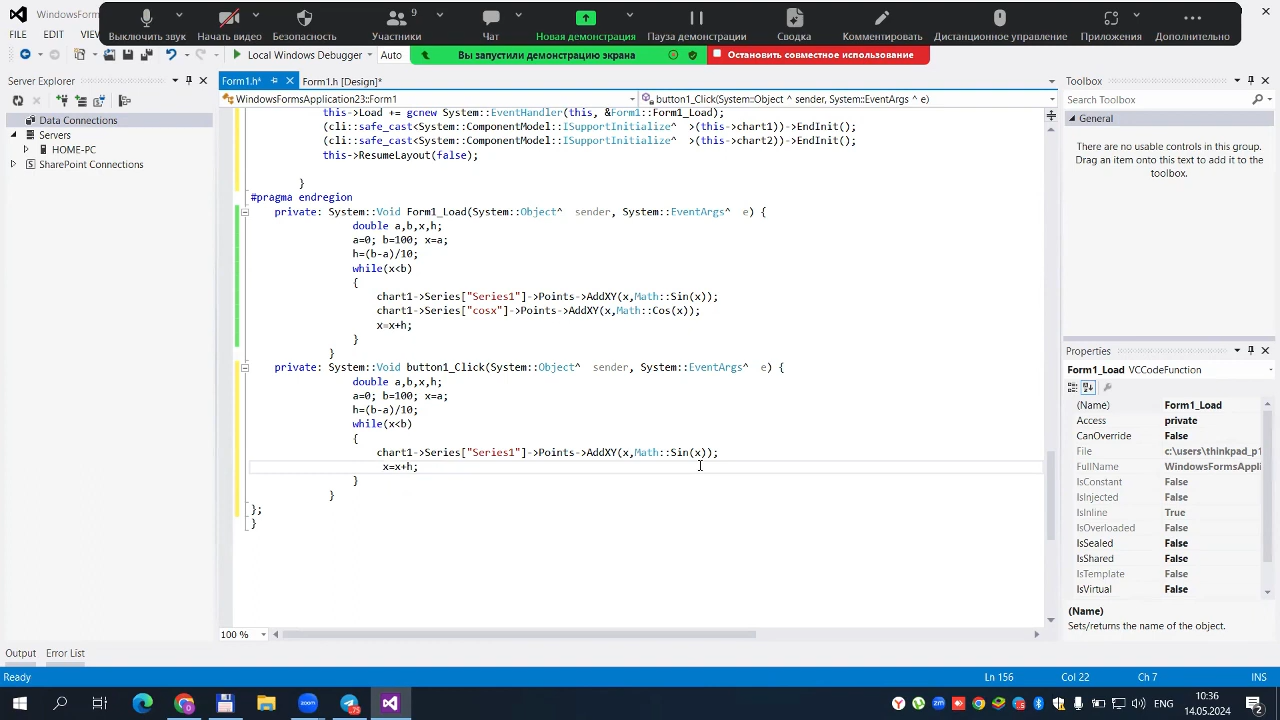 WindowsForms
Выключить звук
Начать видео
Безопасность
9
Участники
Чат
Новая демонстрация
Пауза демонстрации
Сводка
Комментировать
Дистанционное управление
Приложения
Дополнительно
FILE EDIT
Local Windows Debugger
Auto
Вы запустили демонстрацию экрана
Остановить совместное использование
Server Explorer
Data Connections
Servers
HOME-PC
SharePoint Connections
Form1.h*
Form1.h [Design]*
WindowsFormsApplication23::Form1
button1_Click(System::Object ^ sender, System::EventArgs ^ e)
this->Load += gcnew System::EventHandler(this, &Form1::Form1_Load);
(cli::safe_cast<System::ComponentModel::ISupportInitialize^  >(this->chart1))->EndInit();
(cli::safe_cast<System::ComponentModel::ISupportInitialize^  >(this->chart2))->EndInit();
this->ResumeLayout(false);
}
#pragma endregion
private: System::Void Form1_Load(System::Object^  sender, System::EventArgs^  e) {
double a,b,x,h;
a=0; b=100; x=a;
h=(b-a)/10;
while(x<b)
{
chart1->Series["Series1"]->Points->AddXY(x,Math::Sin(x));
chart1->Series["cosx"]->Points->AddXY(x,Math::Cos(x));
x=x+h;
}
}
private: System::Void button1_Click(System::Object^  sender, System::EventArgs^  e) {
double a,b,x,h;
a=0; b=100; x=a;
h=(b-a)/10;
while(x<b)
{
chart1->Series["Series1"]->Points->AddXY(x,Math::Sin(x));
x=x+h;
}
}
};
}
100 %
Toolbox
Search Toolbox
General
There are no usable controls in this group.
Drag an item onto this text to add it to the
toolbox.
Properties
Form1_Load VCCodeFunction
(Name) Form1_Load
Access private
CanOverride False
File c:\users\thinkpad_p1
FullName WindowsFormsAppli
IsConstant False
IsInjected False
IsInline True
IsOverloaded False
IsSealed False
IsShared False
IsTemplate False
IsVirtual False
(Name)
Sets/returns the name of the object.
Output Error List
Ready
Ln 156
Col 22
Ch 7
INS
ENG
10:36
14.05.2024
2